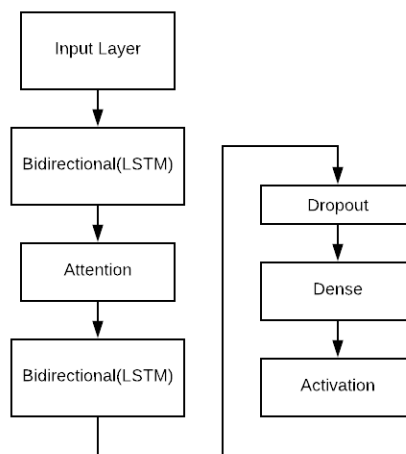 Input Layer
Bidirectional(LSTM)
Attention
Bidirectional(LSTM)
Dropout
Dense
Activation